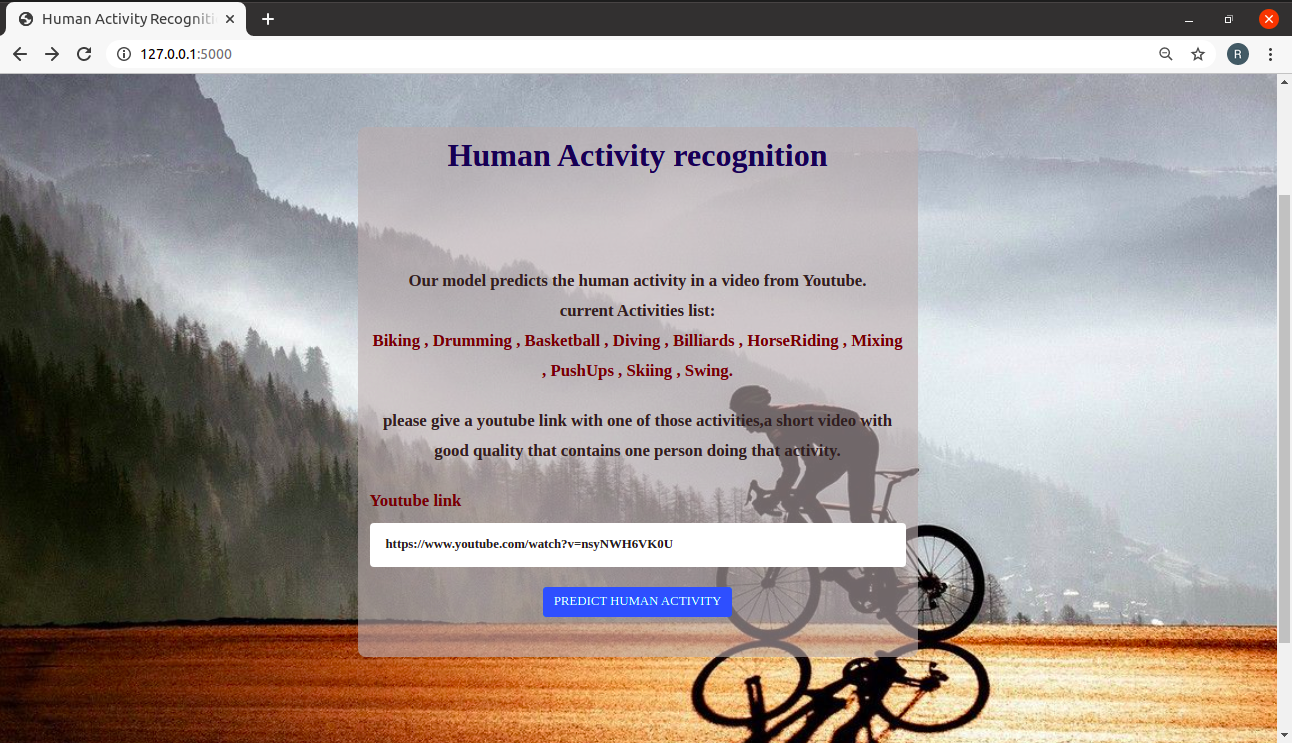 Human Activity Recogniti
127.0.0.1:5000
R
Human Activity recognition
Our model predicts the human activity in a video from Youtube.
current Activities list:
Biking , Drumming , Basketball , Diving , Billiards , HorseRiding , Mixing
, PushUps , Skiing , Swing.
please give a youtube link with one of those activities,a short video with
good quality that contains one person doing that activity.
Youtube link
https://www.youtube.com/watch?v=nsyNWH6VK0U
PREDICT HUMAN ACTIVITY